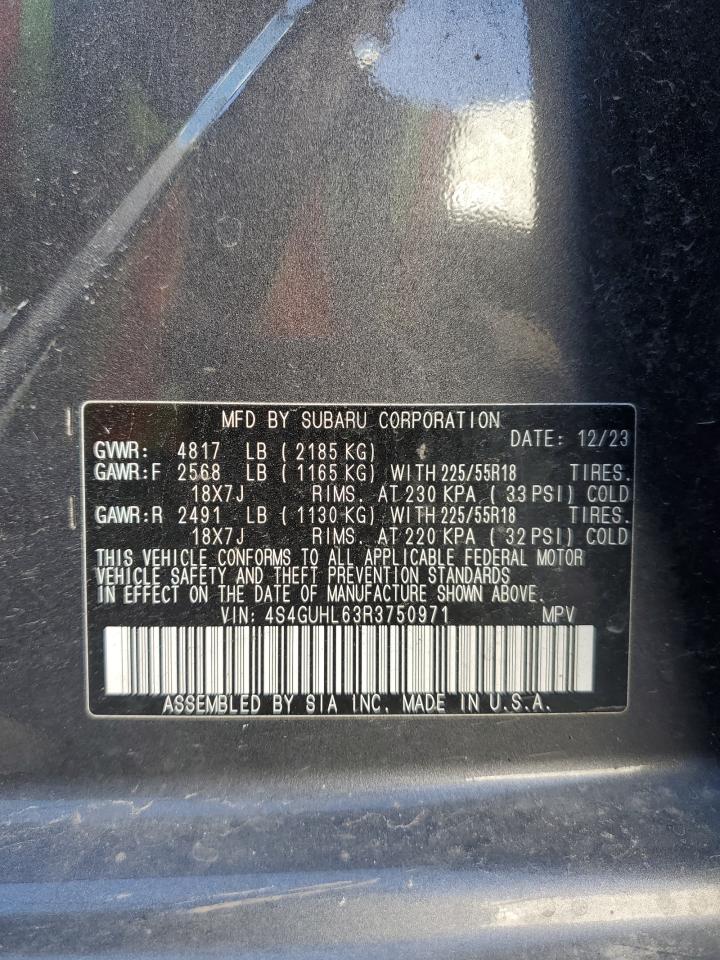 MFD BY SUBARU CORPORATION
DATE: 12/23
GVWR: 4817 LB ( 2185 KG)
GAWR:F 2568 LB ( 1165 KG) WITH 225/55R18 TIRES.
18X7J RIMS. AT 230 KPA ( 33 PSI) COLD
GAWR:R 2491 LB ( 1130 KG) WITH 225/55R18 TIRES.
18X7J RIMS. AT 220 KPA ( 32 PSI) COLD
THIS VEHICLE CONFORMS TO ALL APPLICABLE FEDERAL MOTOR
VEHICLE SAFETY AND THEFT PREVENTION STANDARDS
IN EFFECT ON THE DATE OF MANUFACTURE SHOWN ABOVE.
VIN: 4S4GUHL63R3750971 MPV
ASSEMBLED BY SIA INC. MADE IN U.S.A.